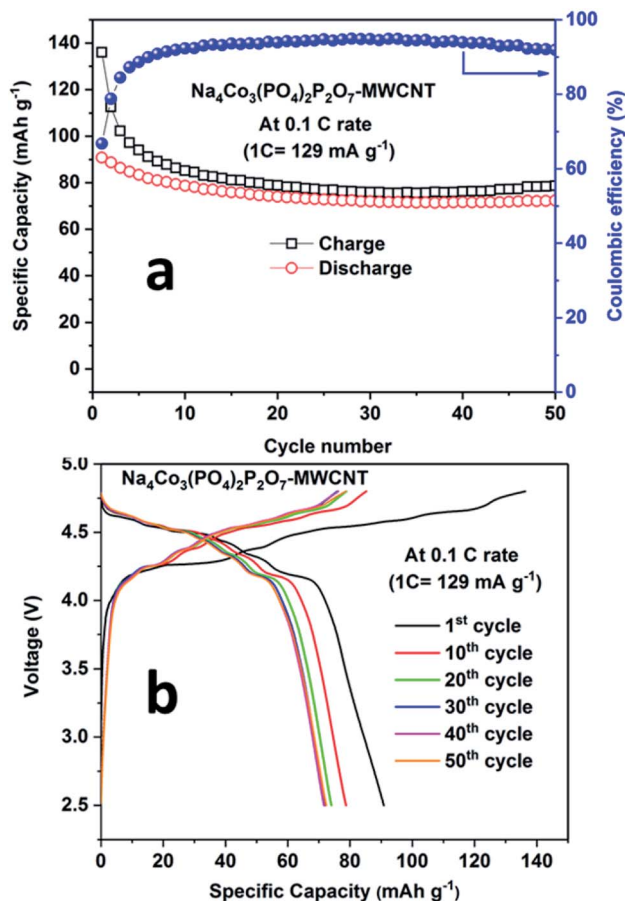 a
Na₄Co₃(PO₄)₂P₂O₇-MWCNT
At 0.1 C rate
(1C= 129 mA g⁻¹)
Charge
Discharge
Specific Capacity (mAh g⁻¹)
140
120
100
80
60
40
20
0
Coulombic efficiency (%)
100
80
60
40
20
0
0 10 20 30 40 50
Cycle number
b
Na₄Co₃(PO₄)₂P₂O₇-MWCNT
At 0.1 C rate
(1C= 129 mA g⁻¹)
1ˢᵗ cycle
10ᵗʰ cycle
20ᵗʰ cycle
30ᵗʰ cycle
40ᵗʰ cycle
50ᵗʰ cycle
Voltage (V)
5.0
4.5
4.0
3.5
3.0
2.5
0 20 40 60 80 100 120 140
Specific Capacity (mAh g⁻¹)